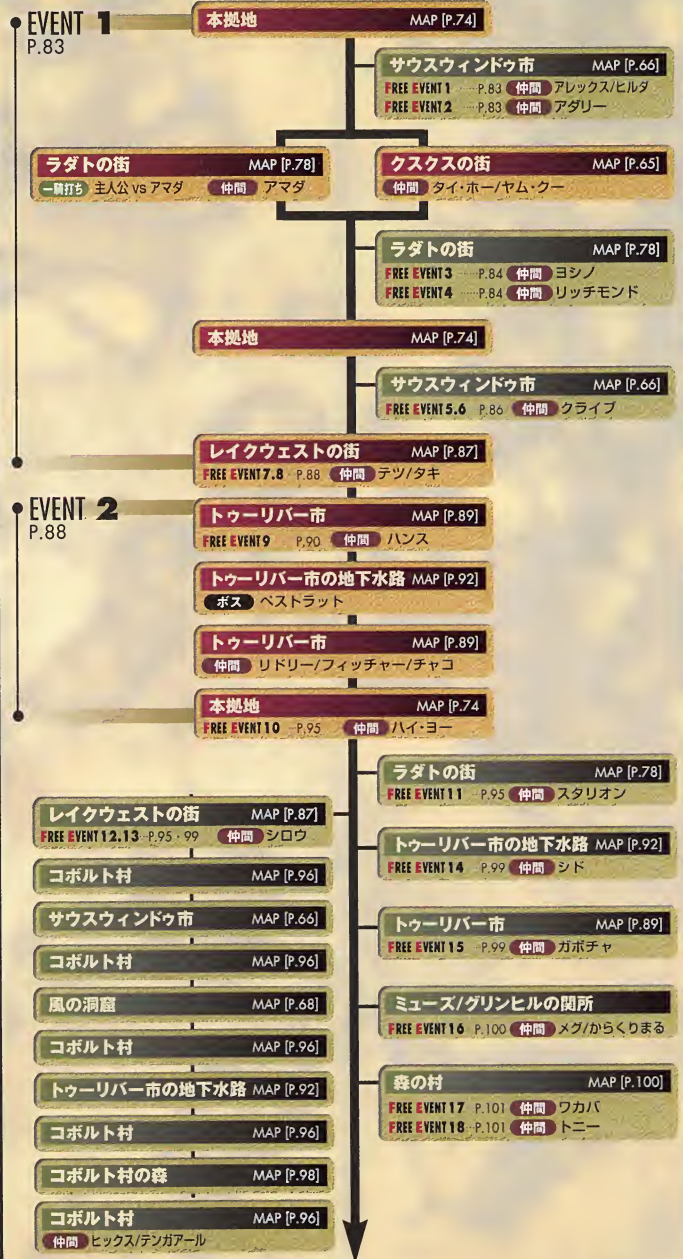 EVENT 1
P.83
本拠地 MAP [P.74]
サウスウィンドゥ市 MAP [P.66]
FREE EVENT 1 ……P.83 仲間 アレックス/ヒルダ
FREE EVENT 2 ……P.83 仲間 アダリー
ラダトの街 MAP [P.78]
一騎打ち 主人公 vs アマダ 仲間 アマダ
クスクスの街 MAP [P.65]
仲間 タイ・ホー/ヤム・クー
ラダトの街 MAP [P.78]
FREE EVENT 3 ……P.84 仲間 ヨシノ
FREE EVENT 4 ……P.84 仲間 リッチモンド
本拠地 MAP [P.74]
サウスウィンドゥ市 MAP [P.66]
FREE EVENT 5.6 P.86 仲間 クライブ
レイクウェストの街 MAP [P.87]
FREE EVENT 7.8 P.88 仲間 テツ/タキ
EVENT 2
P.88
トゥーリバー市 MAP [P.89]
FREE EVENT 9 P.90 仲間 ハンス
トゥーリバー市の地下水路 MAP [P.92]
ボス ペストラット
トゥーリバー市 MAP [P.89]
仲間 リドリー/フィッチャー/チャコ
本拠地 MAP [P.74
FREE EVENT 10 P.95 仲間 ハイ・ヨー
ラダトの街 MAP [P.78]
FREE EVENT 11 P.95 仲間 スタリオン
レイクウェストの街 MAP [P.87]
FREE EVENT 12.13 P.95・99 仲間 シロウ
トゥーリバー市の地下水路 MAP [P.92]
FREE EVENT 14 P.99 仲間 シド
コボルト村 MAP [P.96]
サウスウィンドゥ市 MAP [P.66]
トゥーリバー市 MAP [P.89]
FREE EVENT 15 P.99 仲間 ガボチャ
コボルト村 MAP [P.96]
風の洞窟 MAP [P.68]
ミューズ/グリンヒルの関所
FREE EVENT 16 P.100 仲間 メグ/からくりまる
コボルト村 MAP [P.96]
トゥーリバー市の地下水路 MAP [P.92]
森の村 MAP [P.100]
FREE EVENT 17 P.101 仲間 ワカバ
FREE EVENT 18 P.101 仲間 トニー
コボルト村 MAP [P.96]
コボルト村の森 MAP [P.98]
コボルト村 MAP [P.96]
仲間 ヒックス/テンガアール